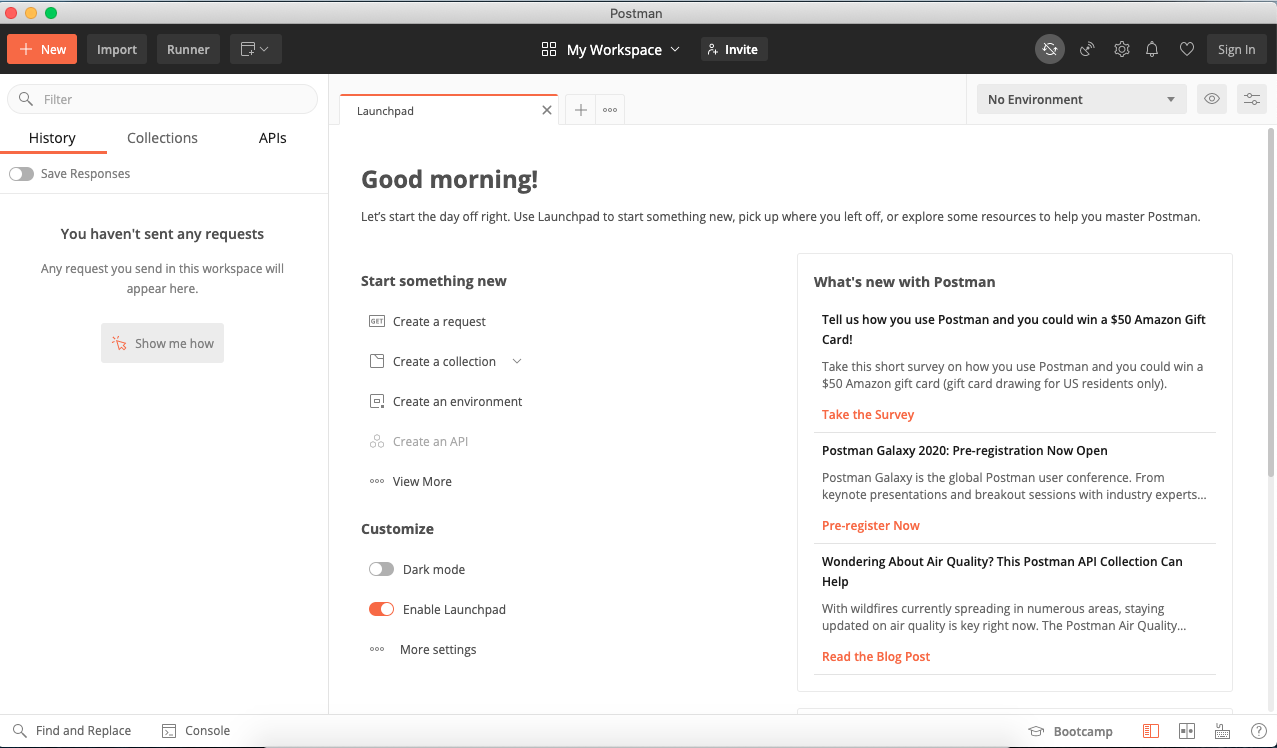 Postman
New
Import
Runner
My Workspace
Invite
Sign In
Filter
History
Collections
APIs
Save Responses
You haven't sent any requests
Any request you send in this workspace will
appear here.
Show me how
Launchpad
No Environment
Good morning!
Let's start the day off right. Use Launchpad to start something new, pick up where you left off, or explore some resources to help you master Postman.
Start something new
GET Create a request
Create a collection
Create an environment
Create an API
View More
Customize
Dark mode
Enable Launchpad
More settings
What's new with Postman
Tell us how you use Postman and you could win a $50 Amazon Gift
Card!
Take this short survey on how you use Postman and you could win a
$50 Amazon gift card (gift card drawing for US residents only).
Take the Survey
Postman Galaxy 2020: Pre-registration Now Open
Postman Galaxy is the global Postman user conference. From
keynote presentations and breakout sessions with industry experts...
Pre-register Now
Wondering About Air Quality? This Postman API Collection Can
Help
With wildfires currently spreading in numerous areas, staying
updated on air quality is key right now. The Postman Air Quality...
Read the Blog Post
Find and Replace
Console
Bootcamp